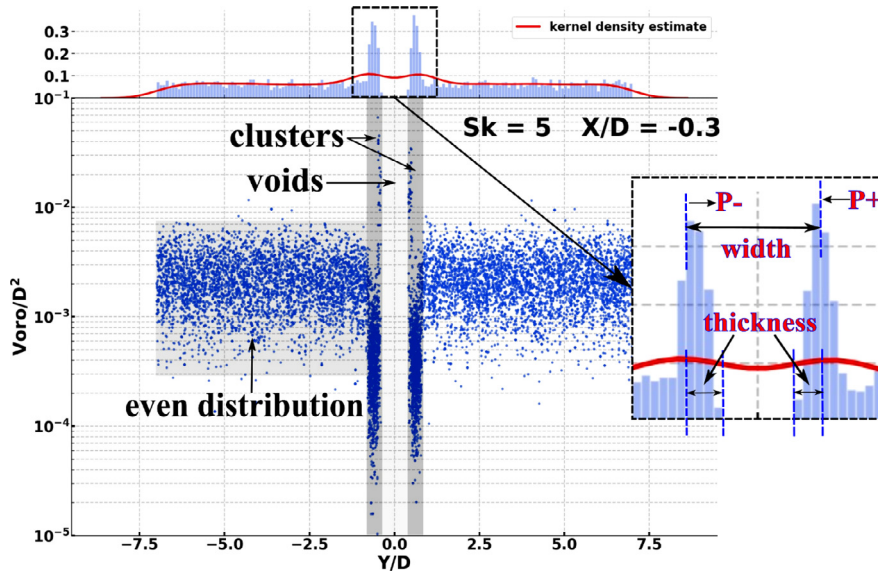 0.3
0.2
0.1
kernel density estimate
10⁻¹
Sk = 5 X/D = -0.3
clusters
voids
10⁻²
P- P+
width
Voro/D²
10⁻³
thickness
even distribution
10⁻⁴
10⁻⁵
−7.5 −5.0 −2.5 0.0 2.5 5.0 7.5
Y/D